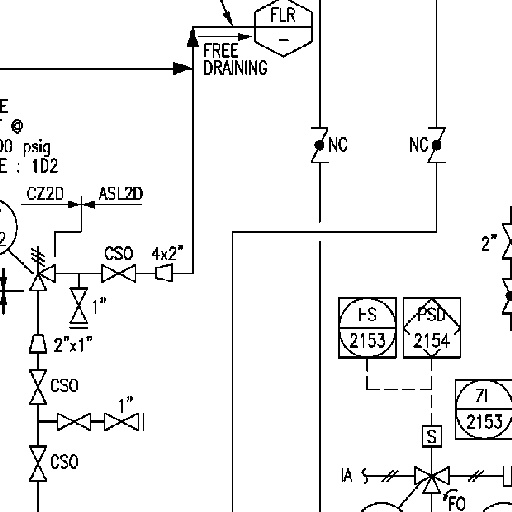 FLR
–
FREE
DRAINING
E
@
00 psig
E : 1D2
NC
NC
CZ2D
ASL2D
2
CSO
4x2"
2"
1"
HS
2153
PSD
2154
2"x1"
CSO
1"
ZI
2153
S
CSO
IA
FO